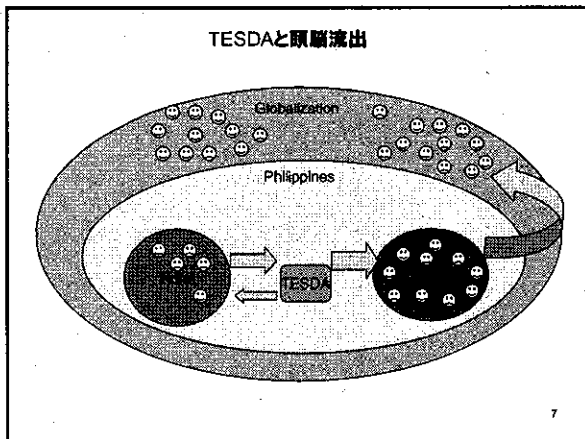 TESDAと頭脳流出
Globalization
Philippines
TESDA
7